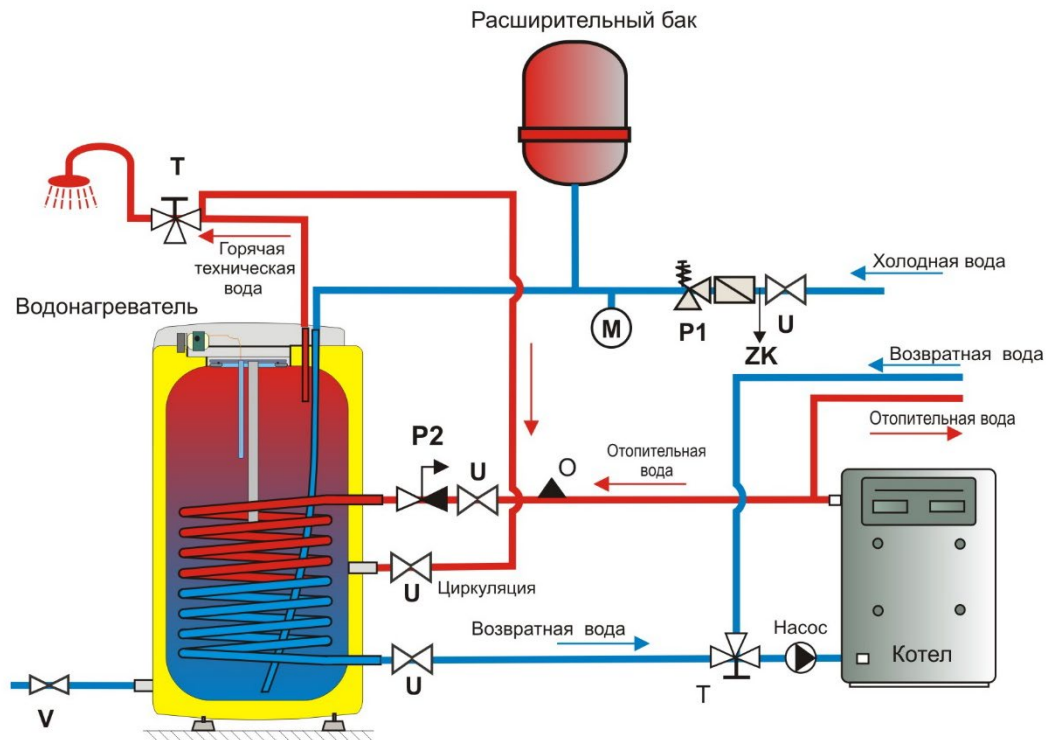 Расширительный бак
T
Горячая
техническая
вода
Водонагреватель
Холодная вода
M
P1
U
ZK
Возвратная вода
Отопительная вода
P2
U
O
Отопительная
вода
U
Циркуляция
Возвратная вода
Насос
Котел
U
T
V